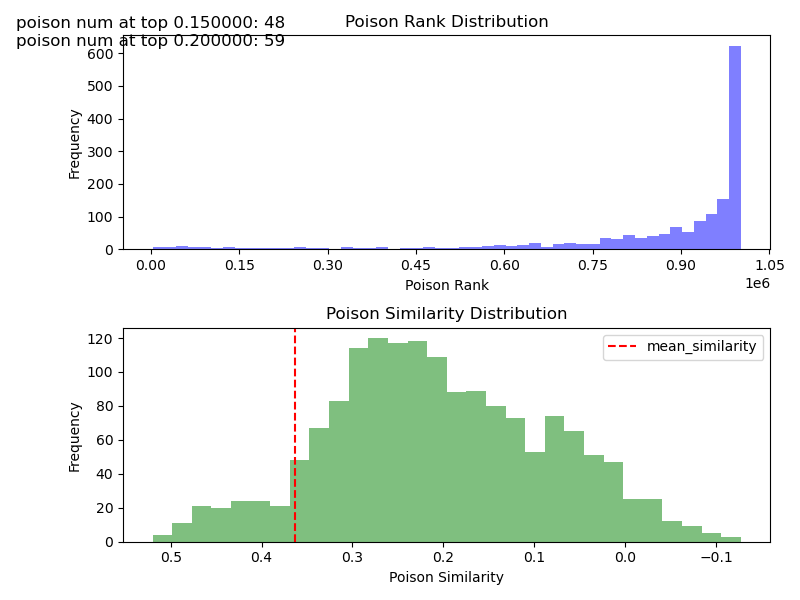 poison num at top 0.150000: 48
poison num at top 0.200000: 59
Poison Rank Distribution
600
500
400
300
200
100
0
Frequency
0.00 0.15 0.30 0.45 0.60 0.75 0.90 1.05
1e6
Poison Rank
Poison Similarity Distribution
mean_similarity
120
100
80
60
40
20
0
Frequency
0.5 0.4 0.3 0.2 0.1 0.0 −0.1
Poison Similarity